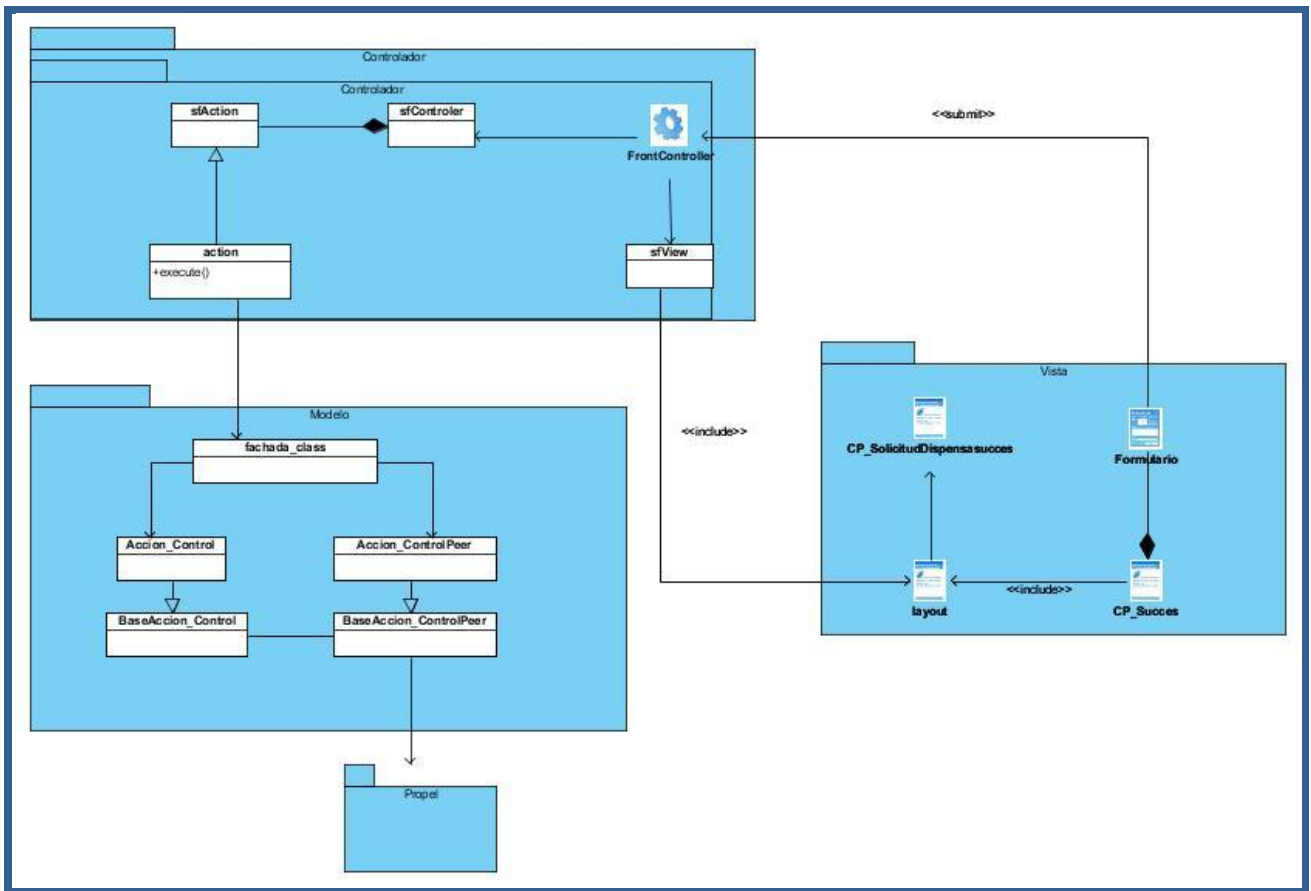 Controlador
Controlador
sfAction
sfControler
FrontController
<<submit>>
action
+execute()
sfView
Vista
Modelo
fachada_class
<<include>>
CP_SolicitudDispensasucces
Formulario
Accion_Control
Accion_ControlPeer
BaseAccion_Control
BaseAccion_ControlPeer
<<include>>
layout
CP_Succes
Propel